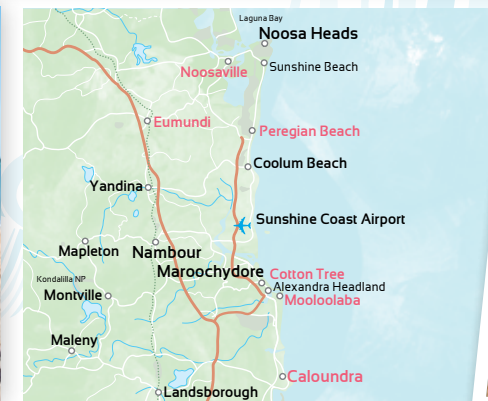 Laguna Bay
Noosa Heads
Sunshine Beach
Noosaville
Eumundi
Peregian Beach
Coolum Beach
Yandina
Sunshine Coast Airport
Mapleton
Nambour
Maroochydore
Cotton Tree
Kondalilla NP
Alexandra Headland
Montville
Mooloolaba
Maleny
Caloundra
Landsborough